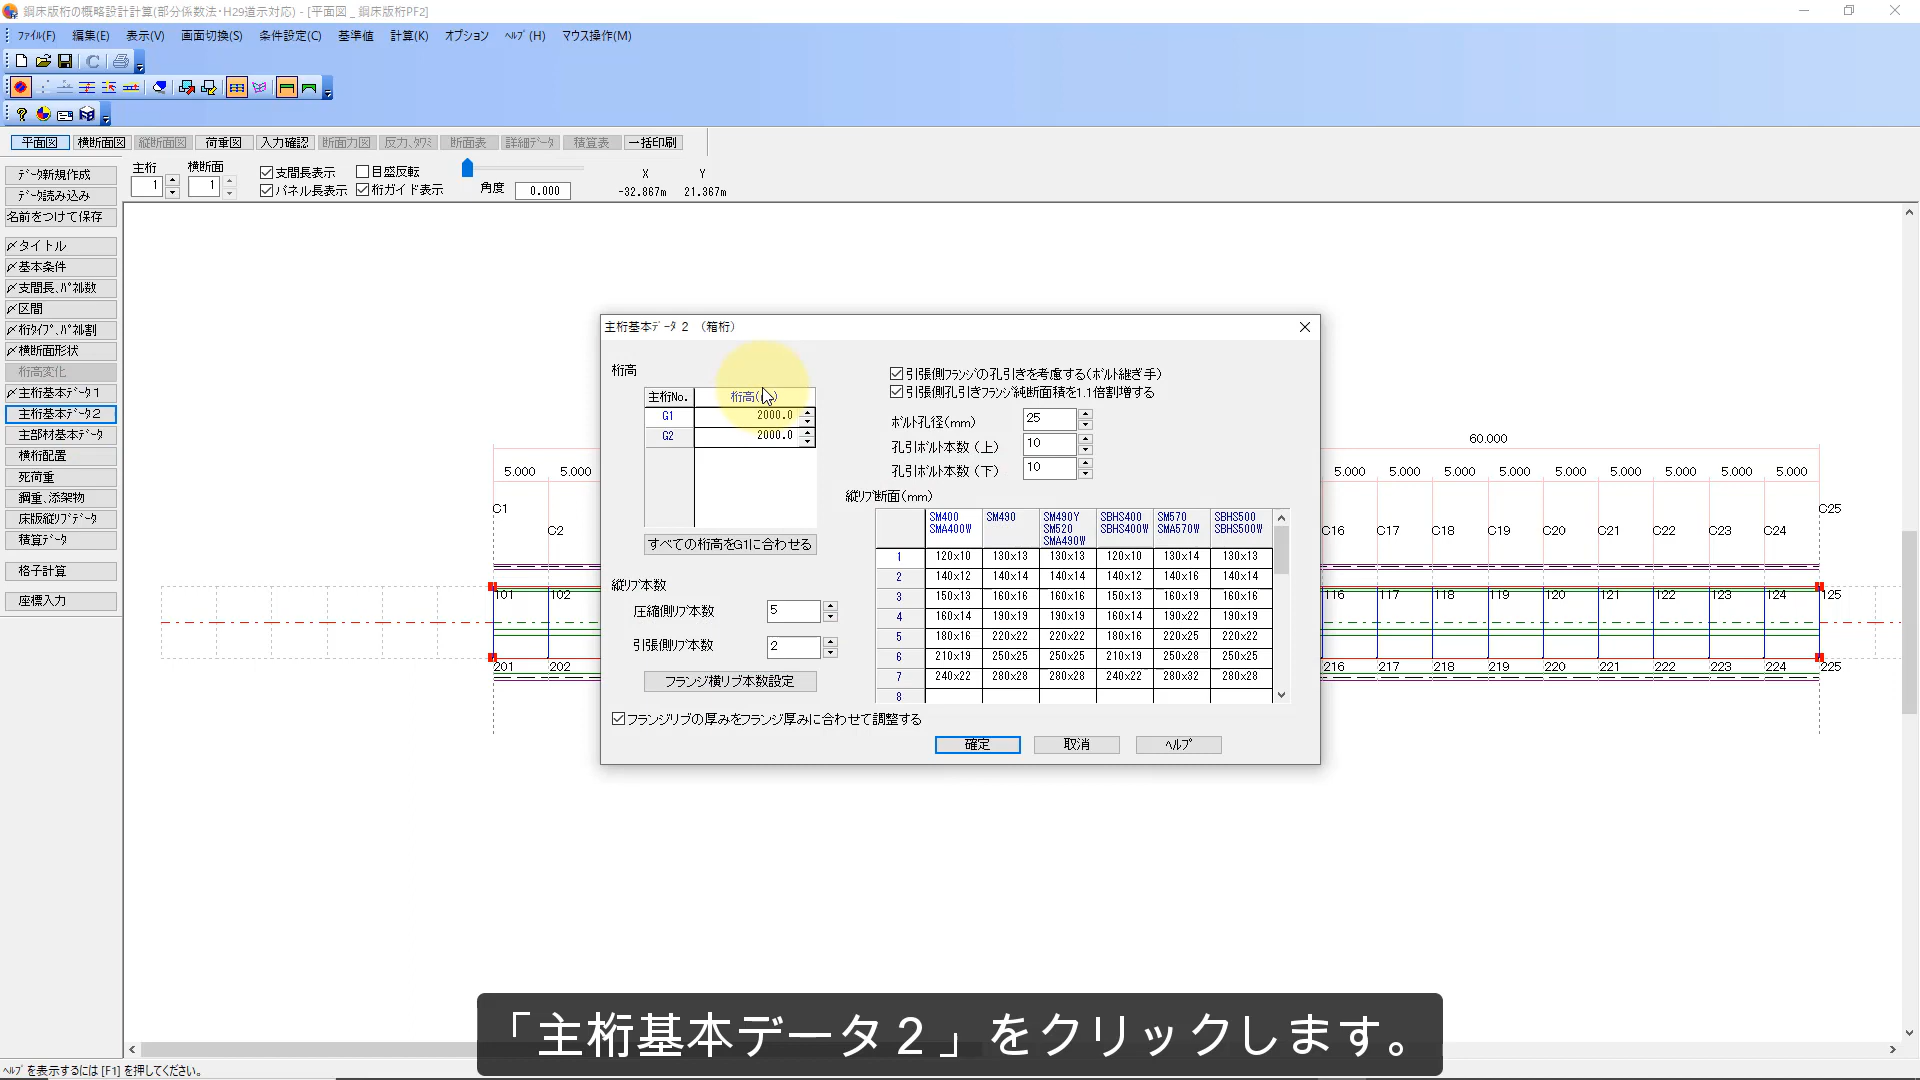 鋼床版桁の概略設計計算(部分係数法･H29道示対応) - [平面図 _ 鋼床版桁PF2]
ﾌｧｲﾙ(F) 編集(E) 表示(V) 画面切換(S) 条件設定(C) 基準値 計算(K) オプション ﾍﾙﾌﾟ(H) マウス操作(M)
平面図 横断面図 縦断面図 荷重図 入力確認 断面力図 反力､ﾀﾜﾐ 断面表 詳細ﾃﾞｰﾀ 積算表 一括印刷
主桁 横断面
1 1
支間長表示 目盛反転
パネル長表示 桁ガイド表示
角度 0.000
X Y
-32.867m 21.367m
ﾃﾞｰﾀ新規作成
ﾃﾞｰﾀ読み込み
名前をつけて保存
タイトル
基本条件
支間長､ﾊﾟﾈﾙ数
区間
桁ﾀｲﾌﾟ､ﾊﾟﾈﾙ割
横断面形状
桁高変化
主桁基本ﾃﾞｰﾀ1
主桁基本ﾃﾞｰﾀ2
主部材基本ﾃﾞｰﾀ
横桁配置
死荷重
鋼重､添架物
床版縦ﾘﾌﾞﾃﾞｰﾀ
積算ﾃﾞｰﾀ
格子計算
座標入力
主桁基本ﾃﾞｰﾀ２ （箱桁）
桁高
主桁No. 桁高(
G1 2000.0
G2 2000.0
すべての桁高をG1に合わせる
縦ﾘﾌﾞ本数
圧縮側ﾘﾌﾞ本数 5
引張側ﾘﾌﾞ本数 2
フランジ横リブ本数設定
フランジリブの厚みをフランジ厚みに合わせて調整する
引張側ﾌﾗﾝｼﾞの孔引きを考慮する(ﾎﾞﾙﾄ継ぎ手)
引張側孔引きﾌﾗﾝｼﾞ純断面積を1.1倍割増する
ﾎﾞﾙﾄ孔径(mm) 25
孔引ﾎﾞﾙﾄ本数（上） 10
孔引ﾎﾞﾙﾄ本数（下） 10
縦ﾘﾌﾞ断面(mm)
SM400 SMA400W SM490 SM490Y SM520 SMA490W SBHS400 SBHS400W SM570 SMA570W SBHS500 SBHS500W
1 120x10 130x13 130x13 120x10 130x14 130x13
2 140x12 140x14 140x14 140x12 140x16 140x14
3 150x13 160x16 160x16 150x13 160x19 160x16
4 160x14 190x19 190x19 160x14 190x22 190x19
5 180x16 220x22 220x22 180x16 220x25 220x22
6 210x19 250x25 250x25 210x19 250x28 250x25
7 240x22 280x28 280x28 240x22 280x32 280x28
8
確定 取消 ﾍﾙﾌﾟ
60.000
5.000 5.000 5.000 5.000 5.000 5.000 5.000 5.000 5.000 5.000 5.000
C1 C25
C2 C16 C17 C18 C19 C20 C21 C22 C23 C24
101 102 116 117 118 119 120 121 122 123 124 125
201 202 216 217 218 219 220 221 222 223 224 225
「主桁基本データ２」をクリックします。
ﾍﾙﾌﾟを表示するには [F1] を押してください。